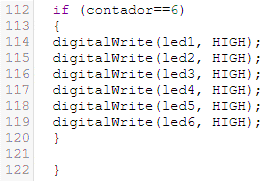 112 if (contador==6)
113 {
114 digitalWrite(led1, HIGH);
115 digitalWrite(led2, HIGH);
116 digitalWrite(led3, HIGH);
117 digitalWrite(led4, HIGH);
118 digitalWrite(led5, HIGH);
119 digitalWrite(led6, HIGH);
120 }
121
122 }